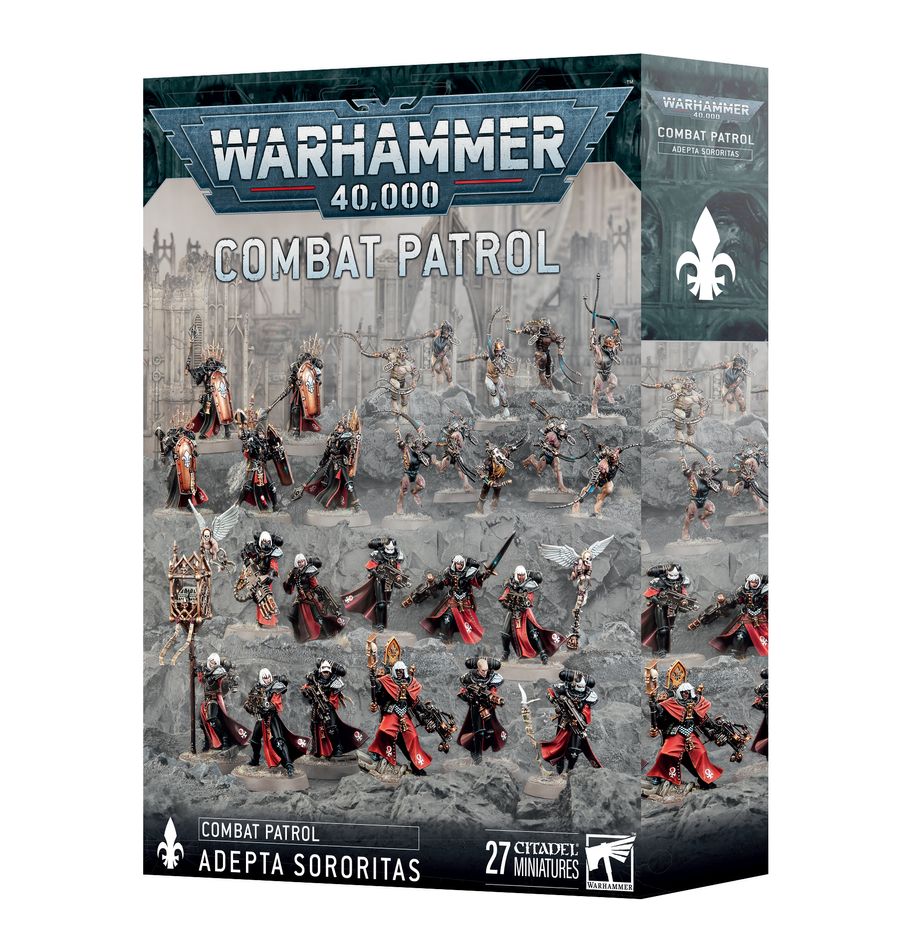 WARHAMMER
40,000
COMBAT PATROL
COMBAT PATROL
ADEPTA SORORITAS
27 CITADEL MINIATURES
WARHAMMER
WARHAMMER
40,000
COMBAT PATROL
ADEPTA SORORITAS